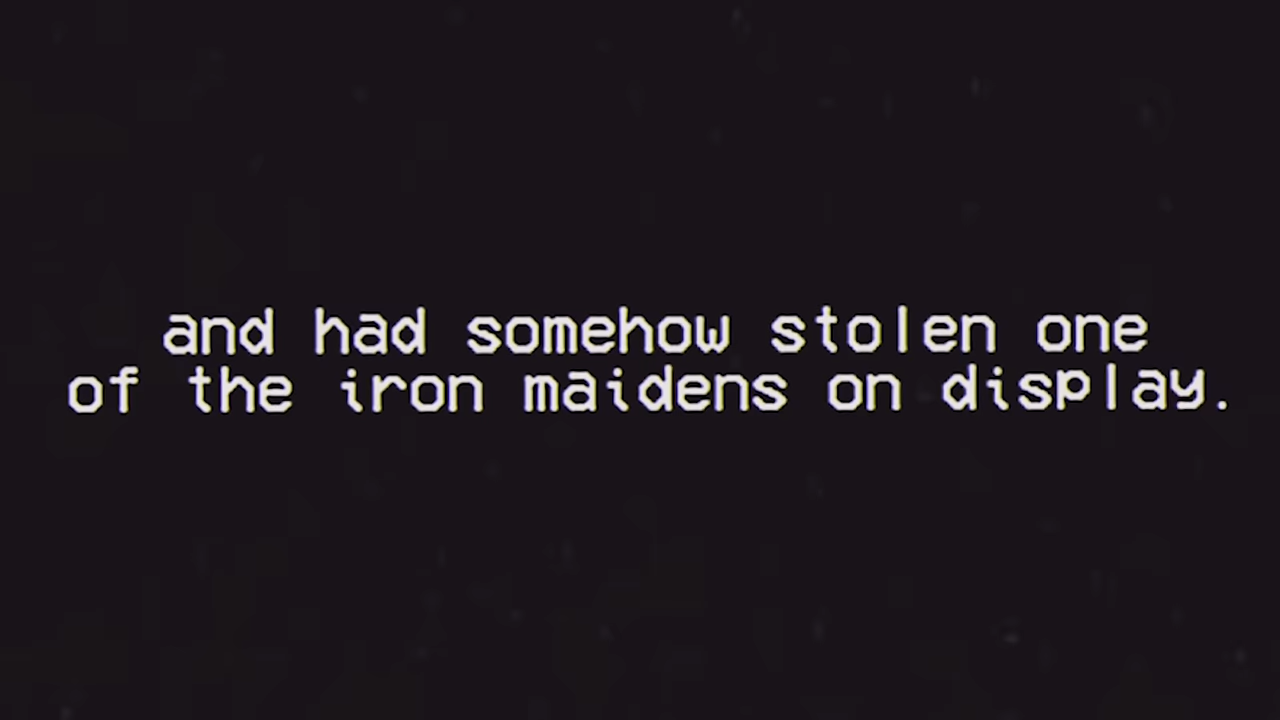 and had somehow stolen one
of the iron maidens on display.